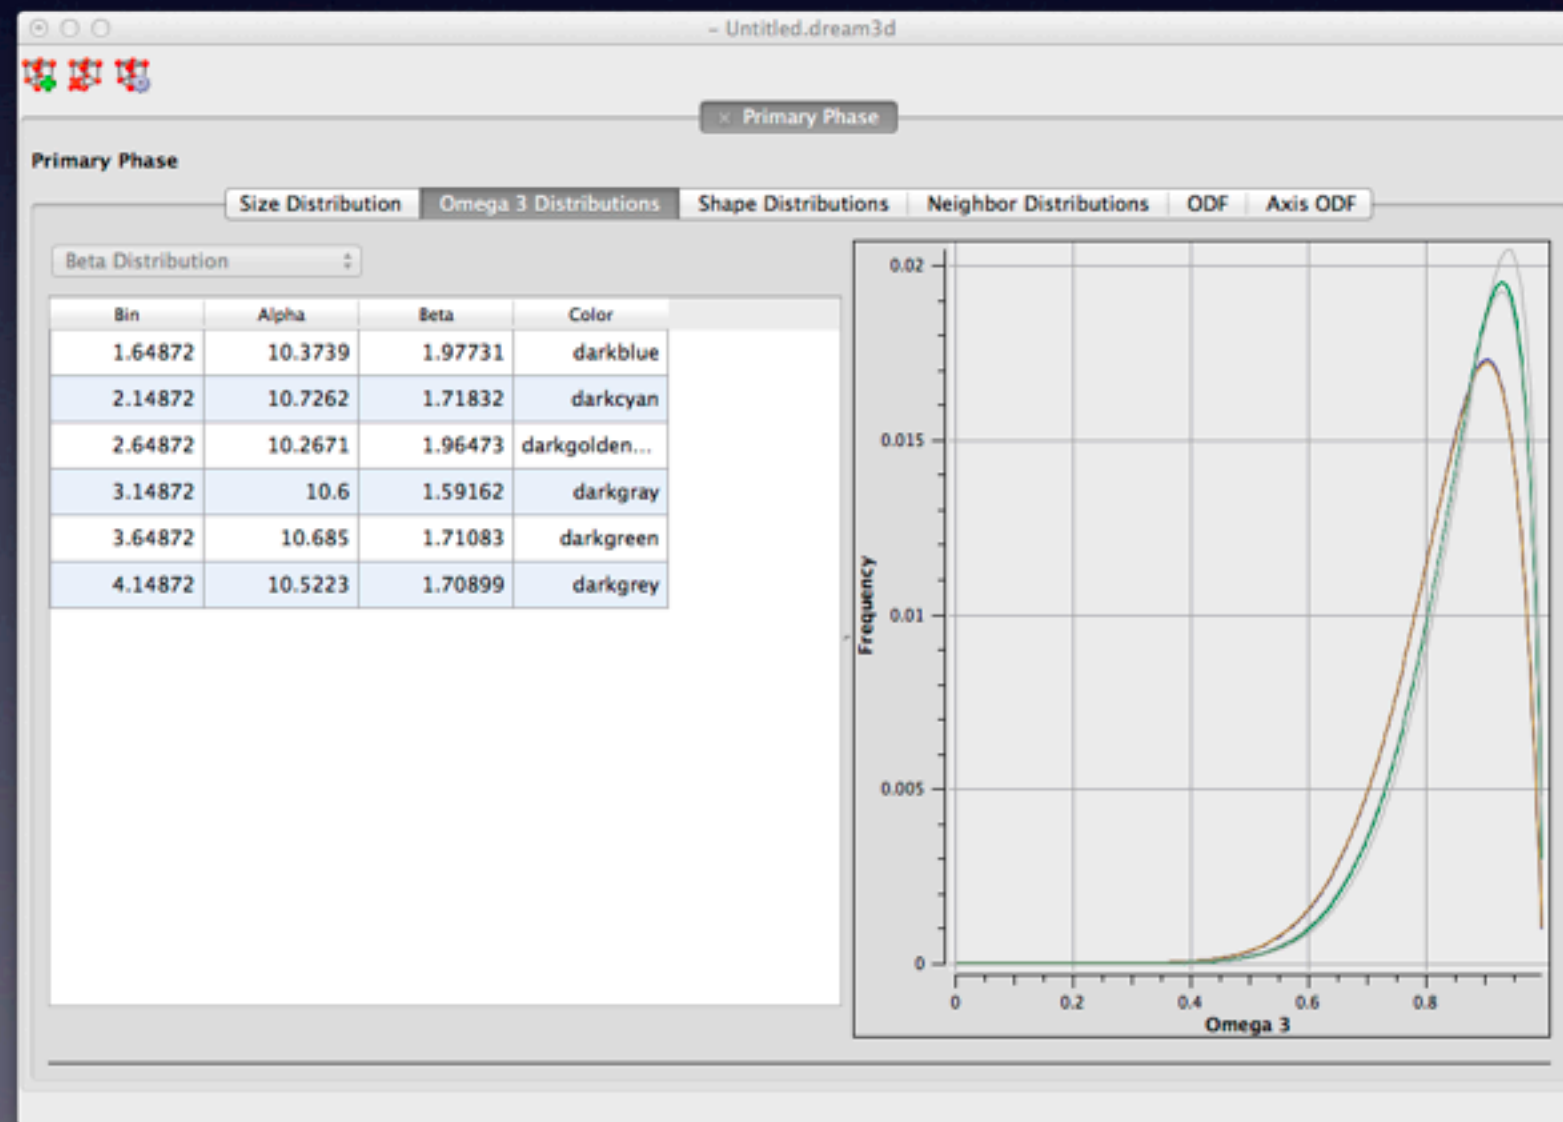 – Untitled.dream3d
× Primary Phase
Primary Phase
Size Distribution Omega 3 Distributions Shape Distributions Neighbor Distributions ODF Axis ODF
Beta Distribution
Bin Alpha Beta Color
1.64872 10.3739 1.97731 darkblue
2.14872 10.7262 1.71832 darkcyan
2.64872 10.2671 1.96473 darkgolden...
3.14872 10.6 1.59162 darkgray
3.64872 10.685 1.71083 darkgreen
4.14872 10.5223 1.70899 darkgrey
Frequency
0.02
0.015
0.01
0.005
0
0 0.2 0.4 0.6 0.8
Omega 3